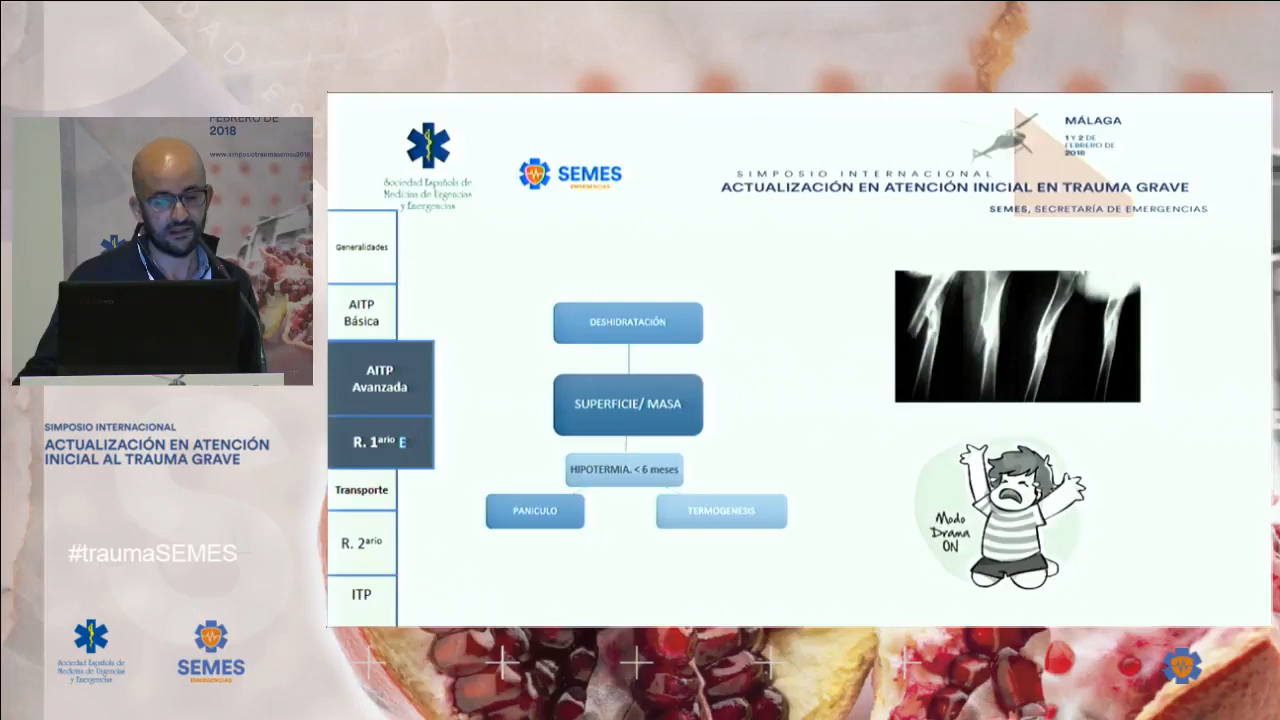 FEBRERO DE
2018
www.simposiotraumasemes2018
SIMPOSIO INTERNACIONAL
ACTUALIZACIÓN EN ATENCIÓN
INICIAL AL TRAUMA GRAVE
#traumaSEMES
Sociedad Española de
Medicina de Urgencias
y Emergencias
SEMES
EMERGENCIAS
Sociedad Española de
Medicina de Urgencias
y Emergencias
SEMES
EMERGENCIAS
MÁLAGA
1 Y 2 DE
FEBRERO DE
2018
SIMPOSIO INTERNACIONAL
ACTUALIZACIÓN EN ATENCIÓN INICIAL EN TRAUMA GRAVE
SEMES, SECRETARÍA DE EMERGENCIAS
Generalidades
AITP
Básica
AITP
Avanzada
R. 1ario E
Transporte
R. 2ario
ITP
DESHIDRATACIÓN
SUPERFICIE/ MASA
HIPOTERMIA. < 6 meses
PANICULO
TERMOGENESIS
Modo
Drama
ON